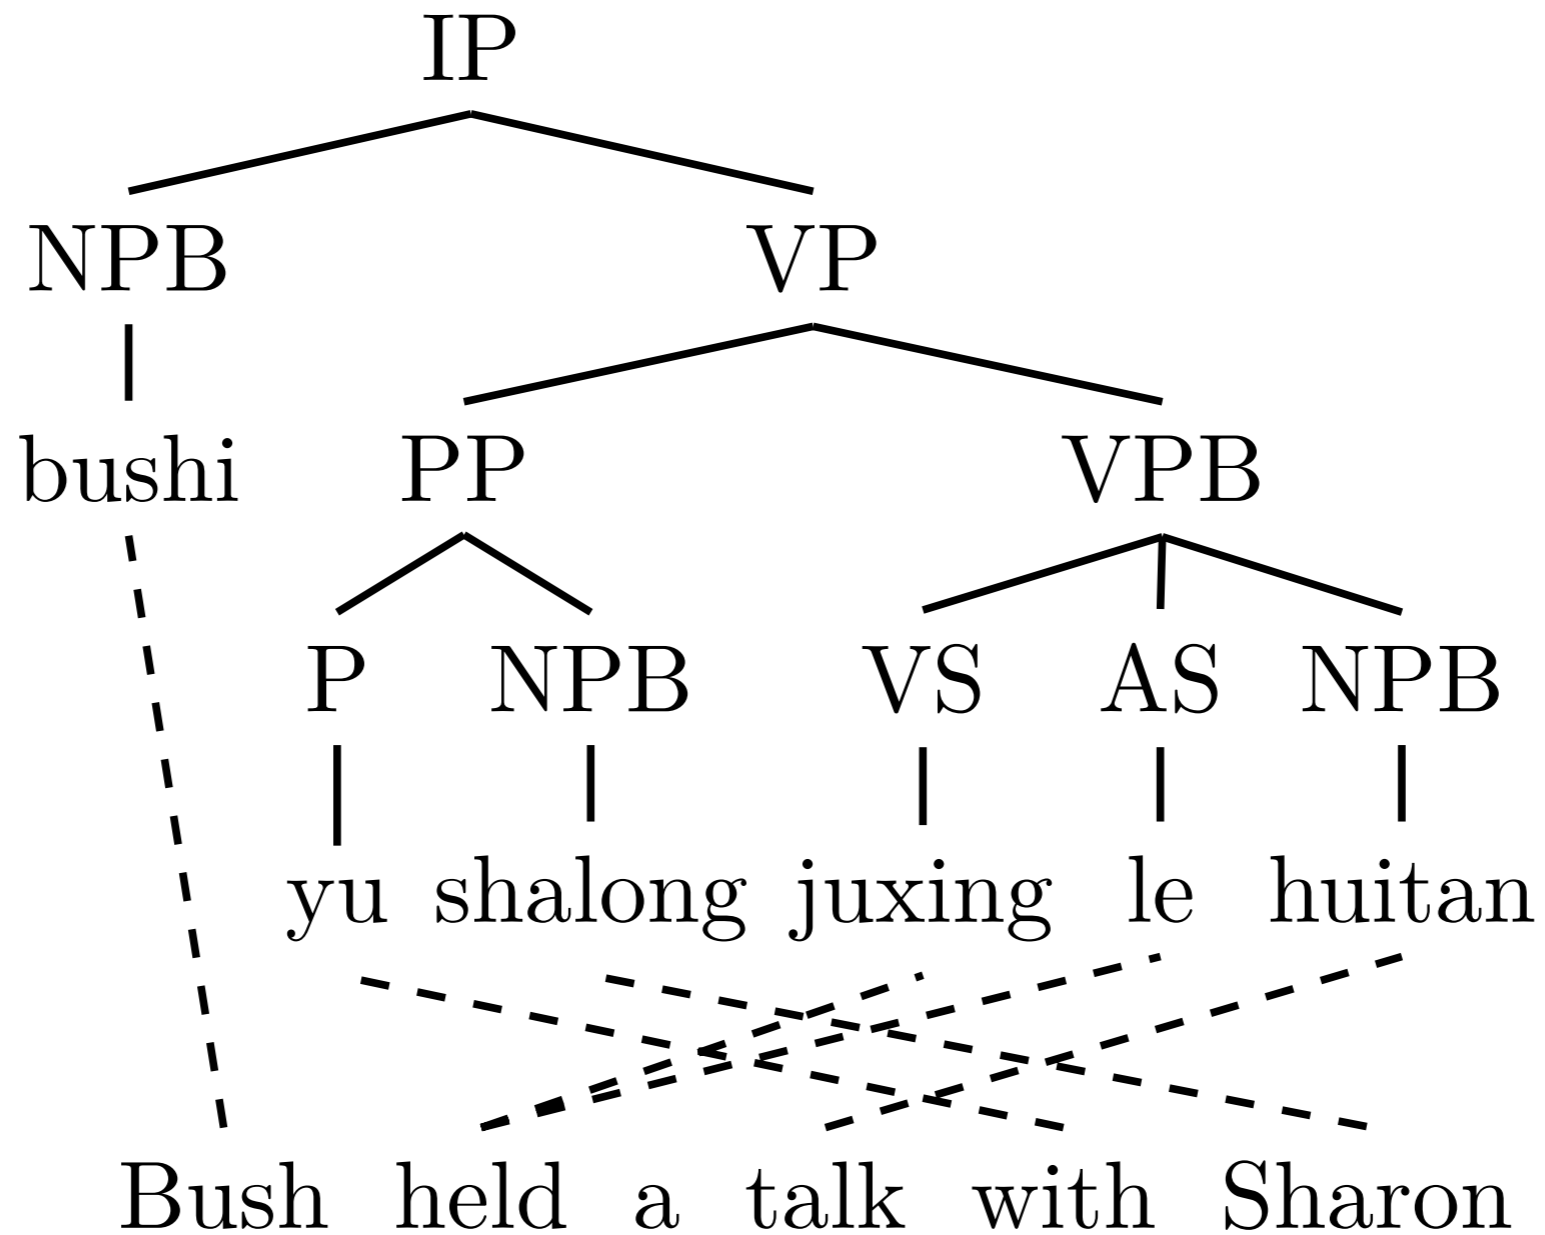 IP
NPB VP
bushi PP VPB
P NPB VS AS NPB
yu shalong juxing le huitan
Bush held a talk with Sharon